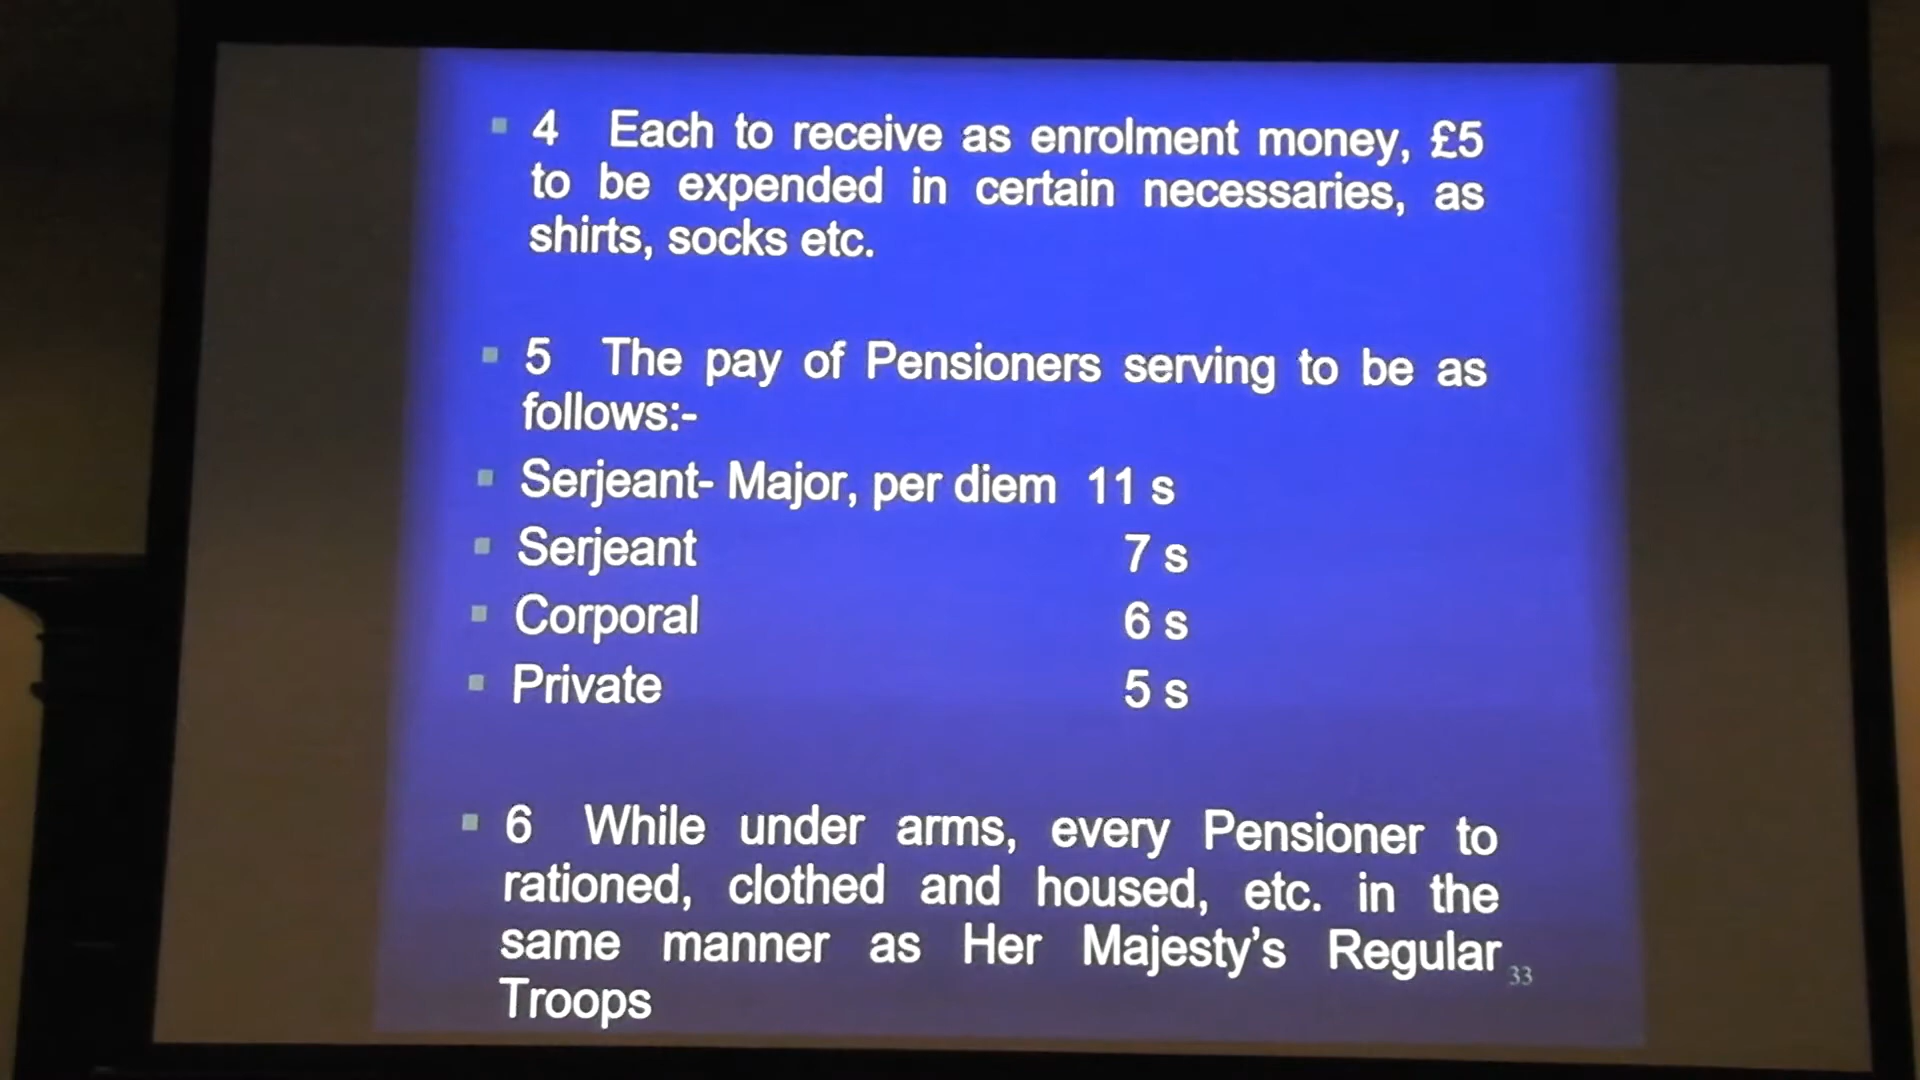 4 Each to receive as enrolment money, £5
to be expended in certain necessaries, as
shirts, socks etc.
5 The pay of Pensioners serving to be as
follows:-
Serjeant- Major, per diem 11 s
Serjeant 7 s
Corporal 6 s
Private 5 s
6 While under arms, every Pensioner to
rationed, clothed and housed, etc. in the
same manner as Her Majesty's Regular
Troops
33